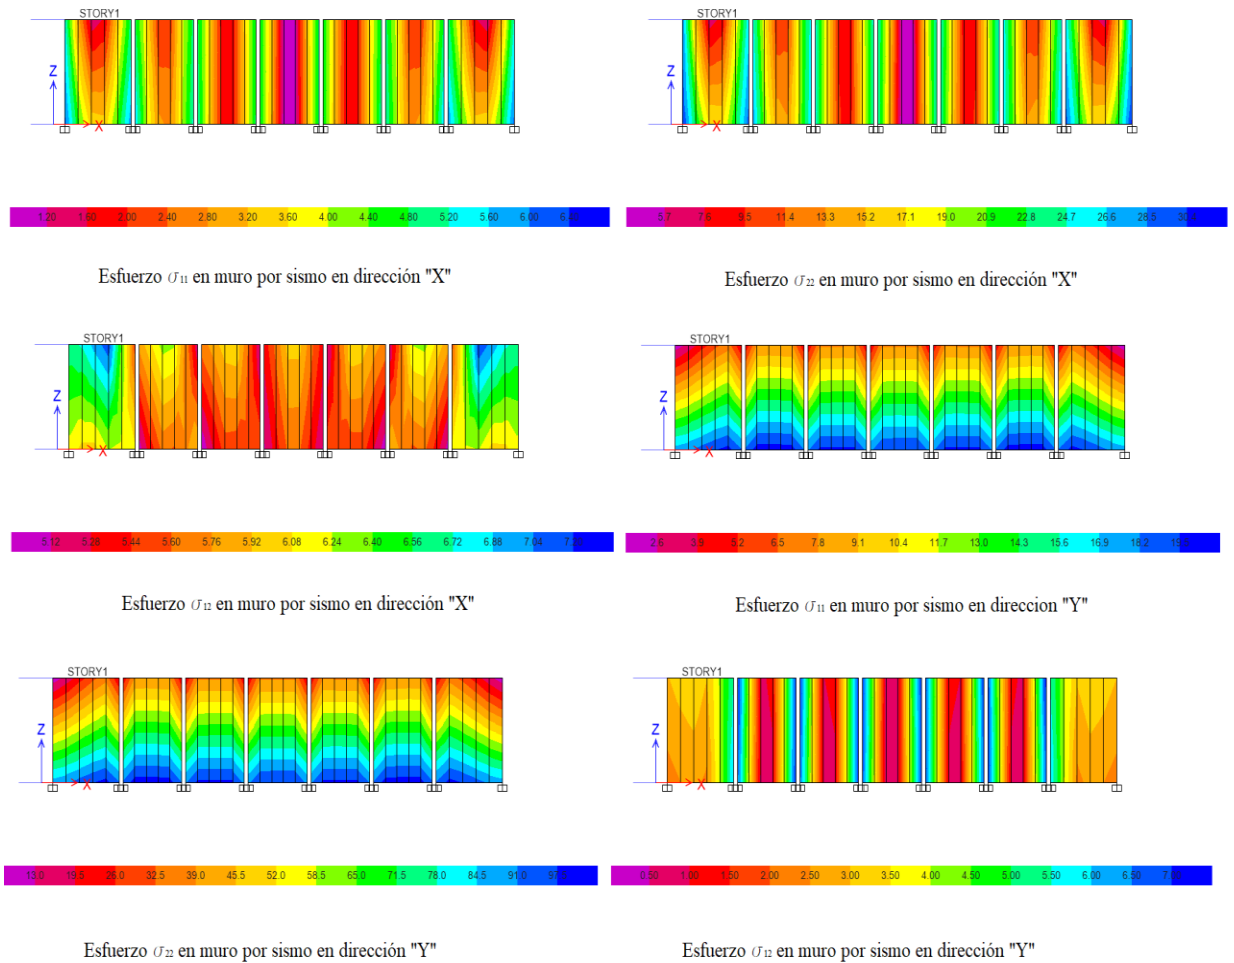 STORY1
Z
X
1.20 1.60 2.00 2.40 2.80 3.20 3.60 4.00 4.40 4.80 5.20 5.60 6.00
Esfuerzo σ11 en muro por sismo en dirección "X"
STORY1
Z
X
5.7 7.6 9.5 11.4 13.3 15.2 17.1 19.0 20.9 22.8 24.7 26.6 28.5
Esfuerzo σ22 en muro por sismo en dirección "X"
STORY1
Z
X
5.12 5.28 5.44 5.60 5.76 5.92 6.08 6.24 6.40 6.56 6.72 6.88 7.04
Esfuerzo σ12 en muro por sismo en dirección "X"
STORY1
Z
X
2.6 3.9 5.2 6.5 7.8 9.1 10.4 11.7 13.0 14.3 15.6 16.9 18.2
Esfuerzo σ11 en muro por sismo en direccion "Y"
STORY1
Z
X
13.0 19.5 26.0 32.5 39.0 45.5 52.0 58.5 65.0 71.5 78.0 84.5 91.0
Esfuerzo σ22 en muro por sismo en dirección "Y"
Z
X
0.50 1.00 1.50 2.00 2.50 3.00 3.50 4.00 4.50 5.00 5.50 6.00 6.50
STORY1
Esfuerzo σ12 en muro por sismo en dirección "Y"